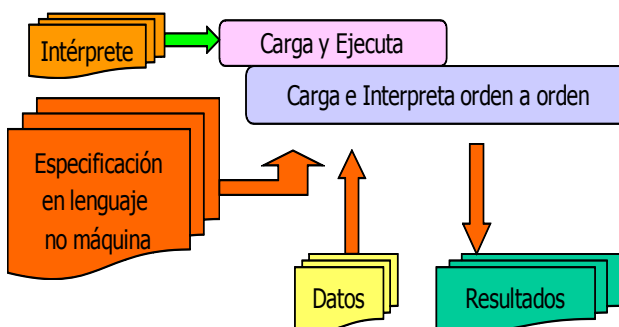 Intérprete
Carga y Ejecuta
Carga e Interpreta orden a orden
Especificación
en lenguaje
no máquina
Datos
Resultados